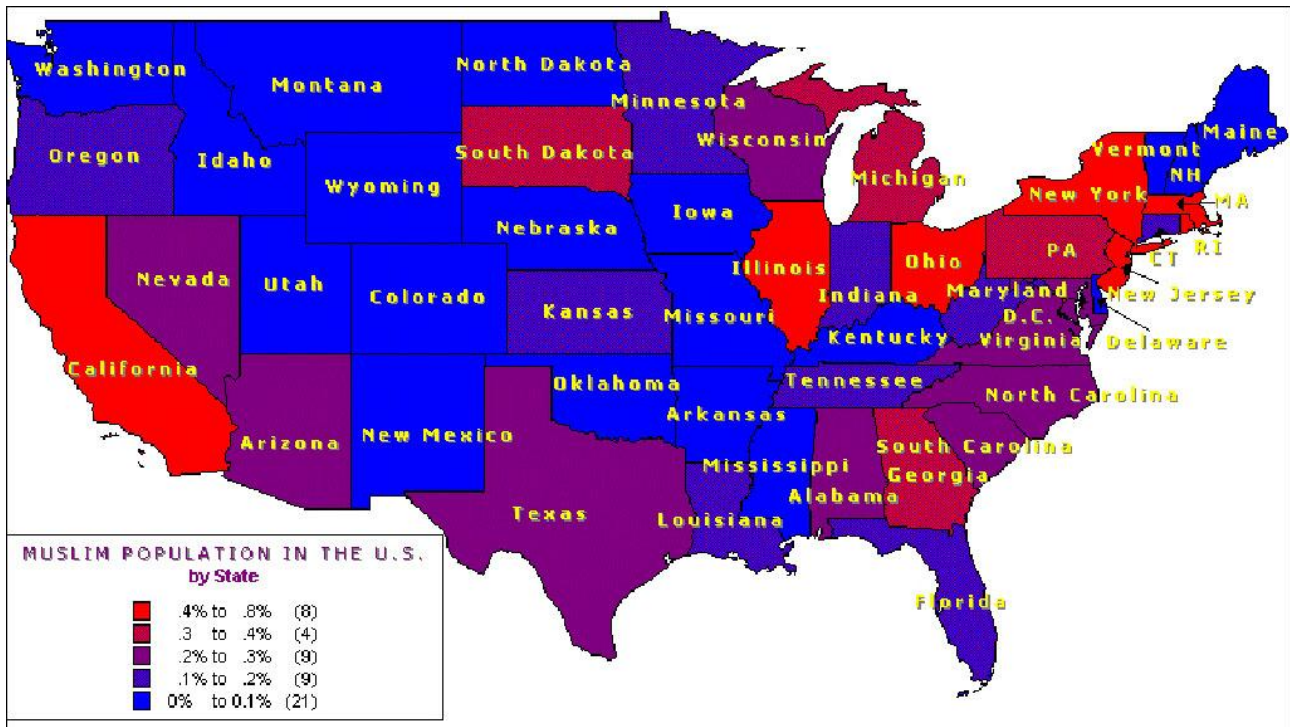 Washington
Montana
North Dakota
Minnesota
Maine
Vermont
NH
Oregon
Idaho
South Dakota
Wisconsin
Michigan
New York
MA
Wyoming
Nebraska
Iowa
PA
CT
RI
Nevada
Utah
Colorado
Kansas
Missouri
Illinois
Indiana
Ohio
Maryland
New Jersey
D.C.
Virginia
Delaware
Kentucky
California
Oklahoma
Tennessee
North Carolina
Arizona
New Mexico
Arkansas
South Carolina
Mississippi
Alabama
Georgia
Texas
Louisiana
Florida
MUSLIM POPULATION IN THE U.S.
by State
.4% to .8% (8)
.3 to .4% (4)
.2% to .3% (9)
.1% to .2% (9)
0% to 0.1% (21)